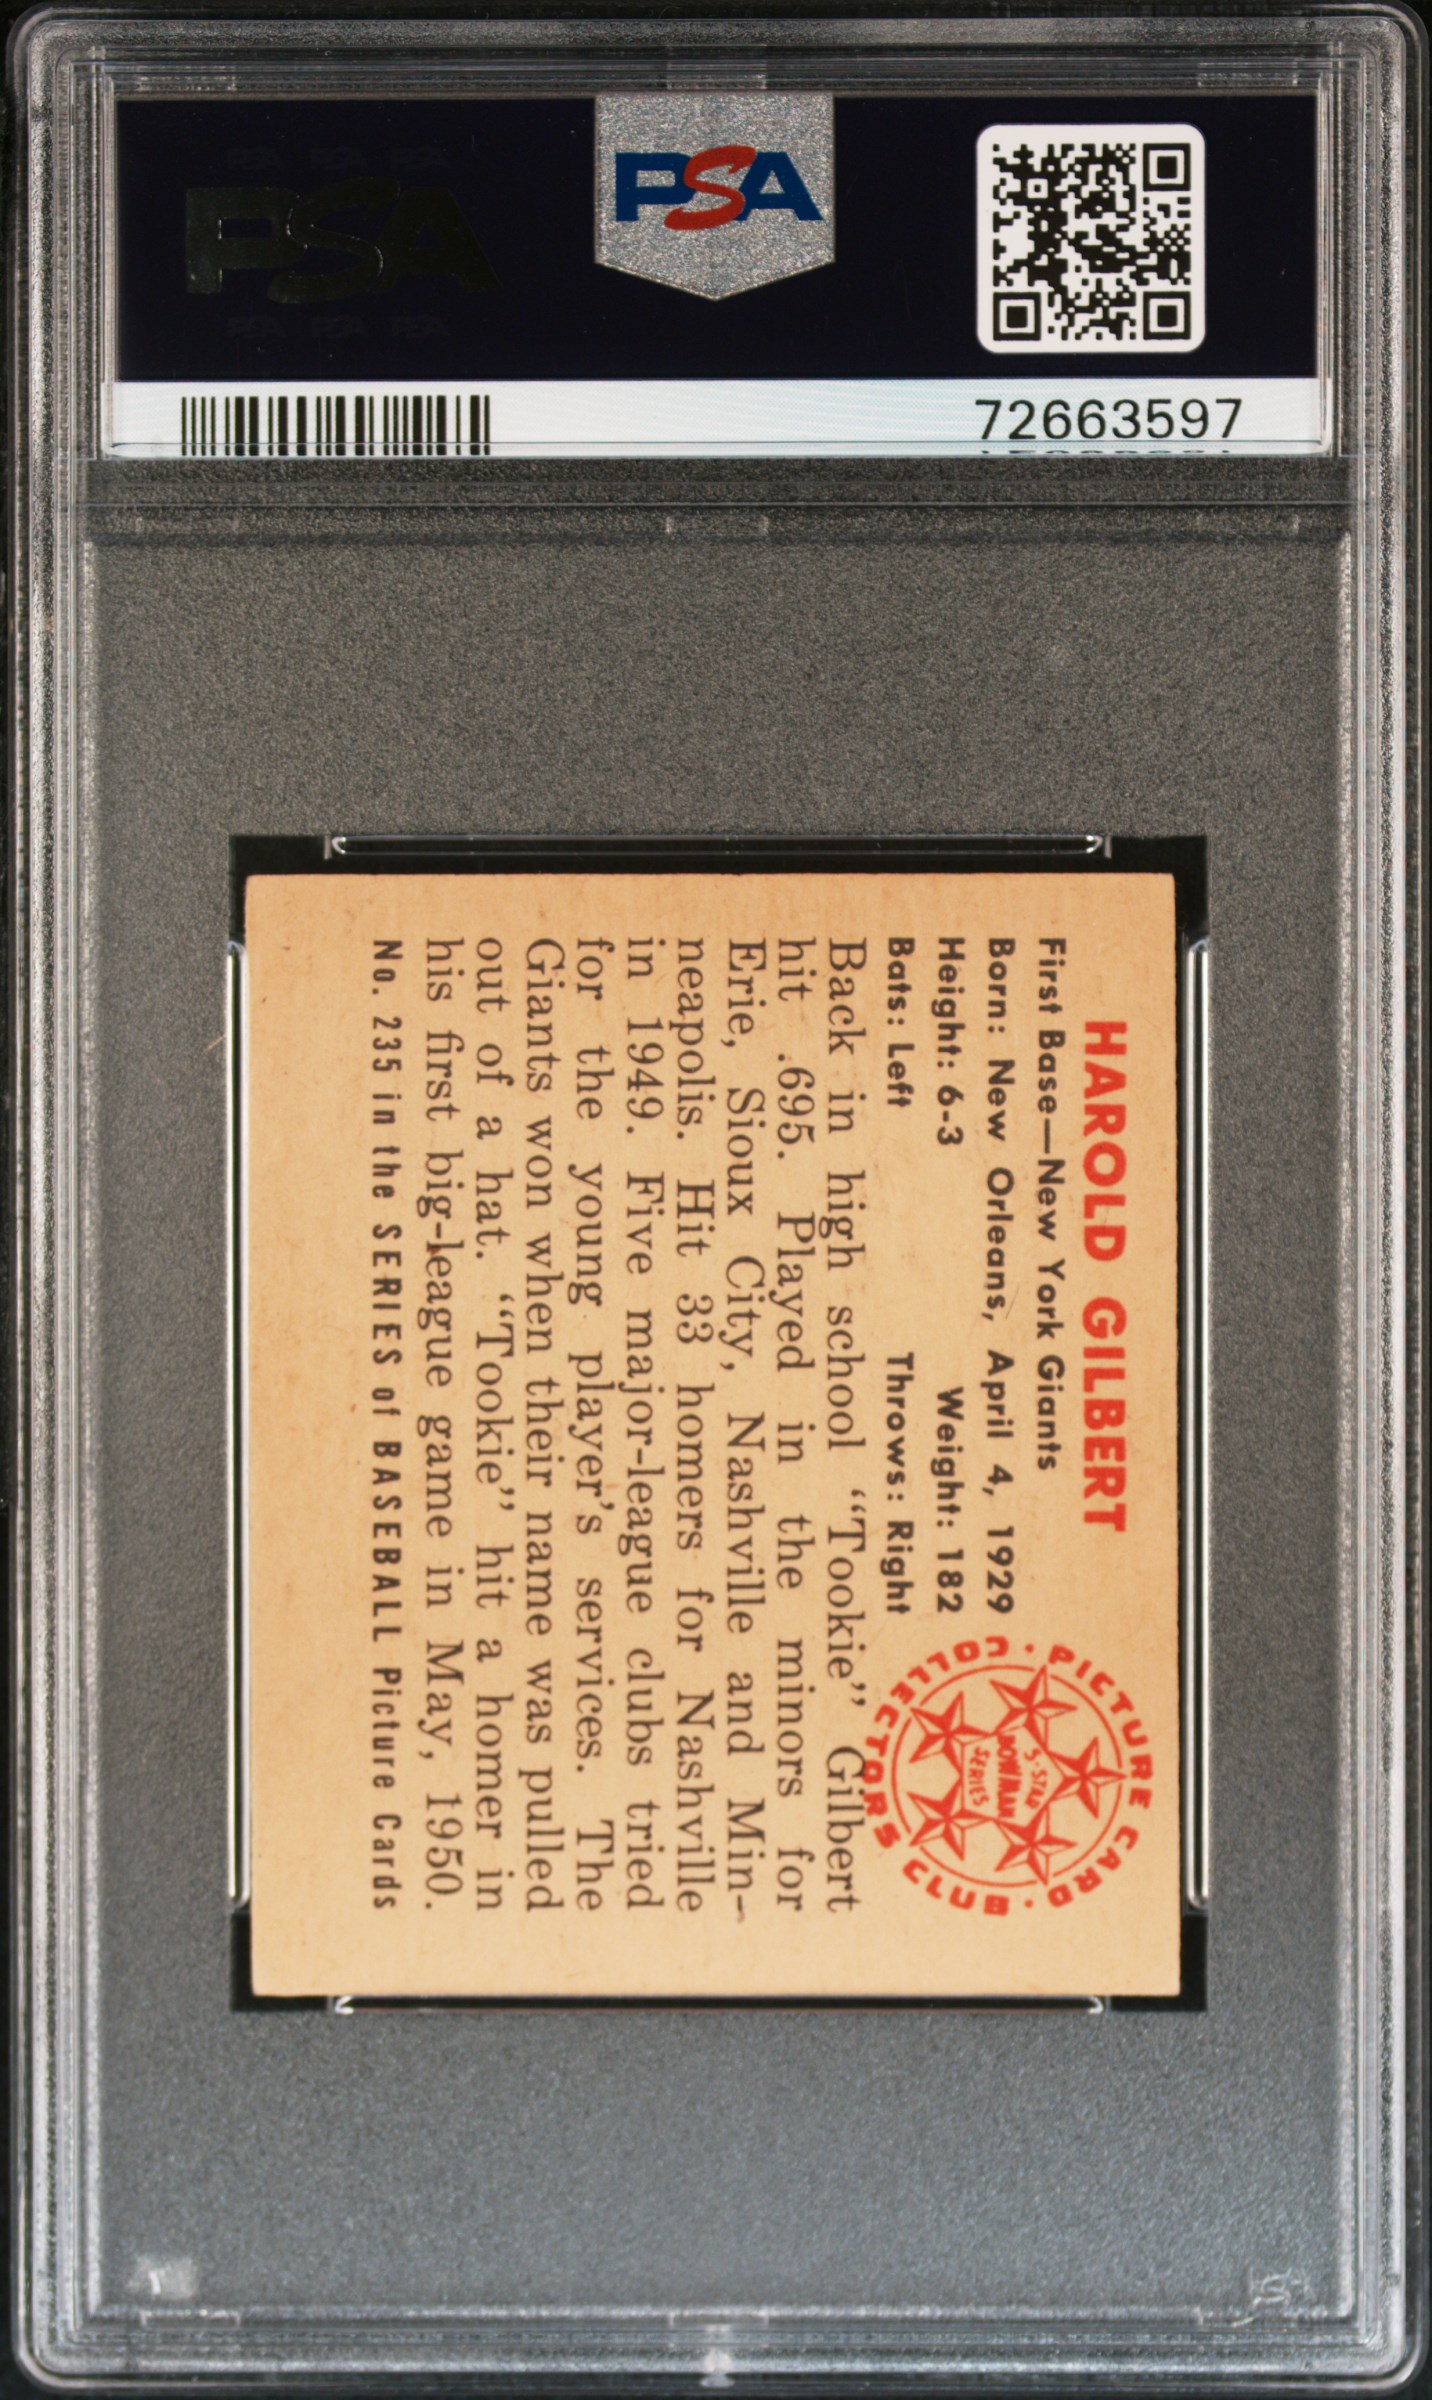 PSA
PSA
72663597
HAROLD GILBERT
First Base—New York Giants
Born: New Orleans, April 4, 1929
Height: 6-3 Weight: 182
Bats: Left Throws: Right
PICTURE CARD · COLLECTORS CLUB ·
5-STAR
BOWMAN
SERIES
Back in high school "Tookie" Gilbert
hit .695. Played in the minors for
Erie, Sioux City, Nashville and Min-
neapolis. Hit 33 homers for Nashville
in 1949. Five major-league clubs tried
for the young player's services. The
Giants won when their name was pulled
out of a hat. "Tookie" hit a homer in
his first big-league game in May, 1950.
No. 235 in the SERIES of BASEBALL Picture Cards